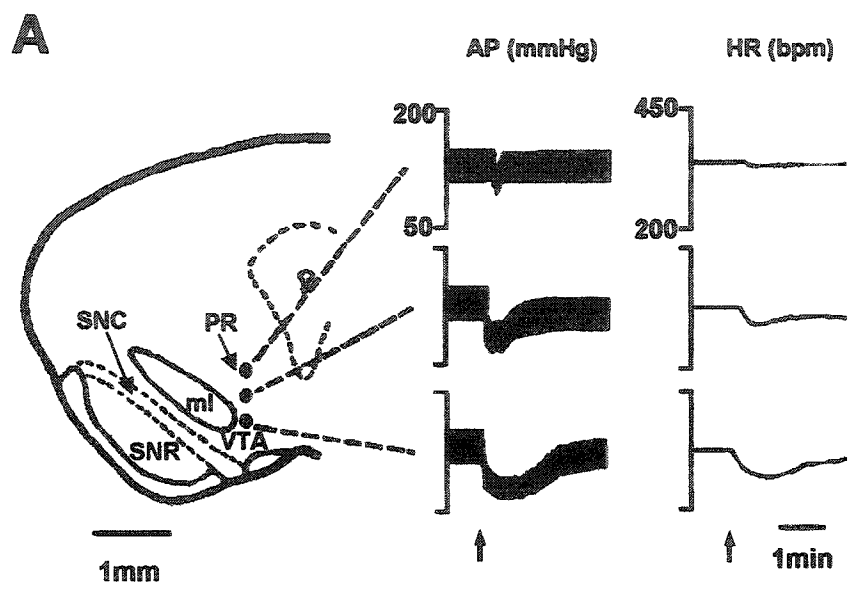 A
AP (mmHg)
HR (bpm)
200
50
450
200
SNC
PR
ml
VTA
SNR
1mm
1min